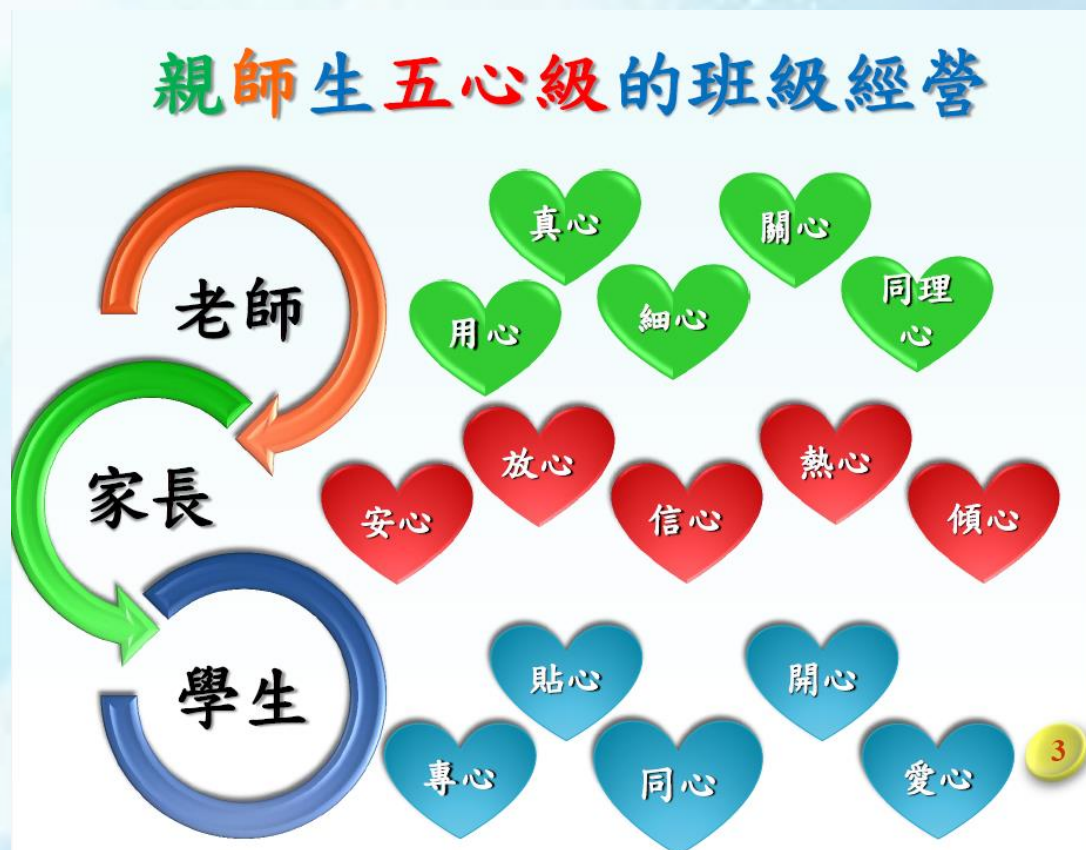 親師生五心級的班級經營
老師
真心
關心
用心
細心
同理
心
家長
放心
熱心
安心
信心
傾心
學生
貼心
開心
專心
同心
愛心
3